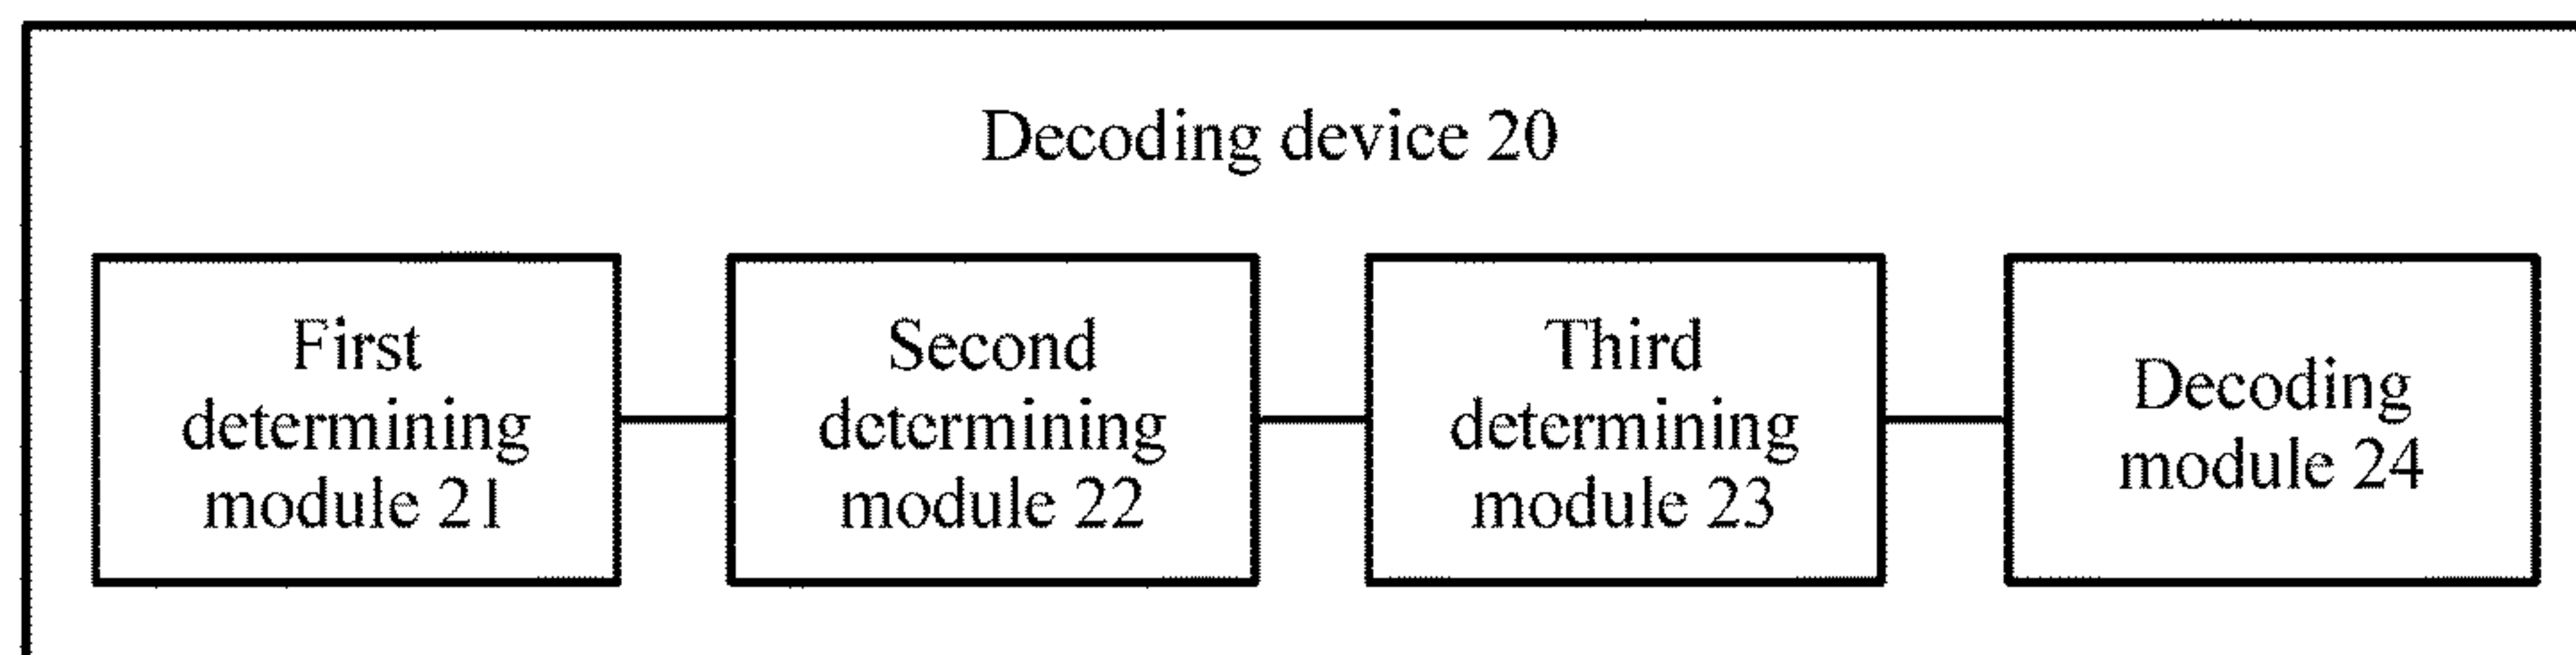 Decoding device 20
First
determining
module 21
Second
determining
module 22
Third
determining
module 23
Decoding
module 24